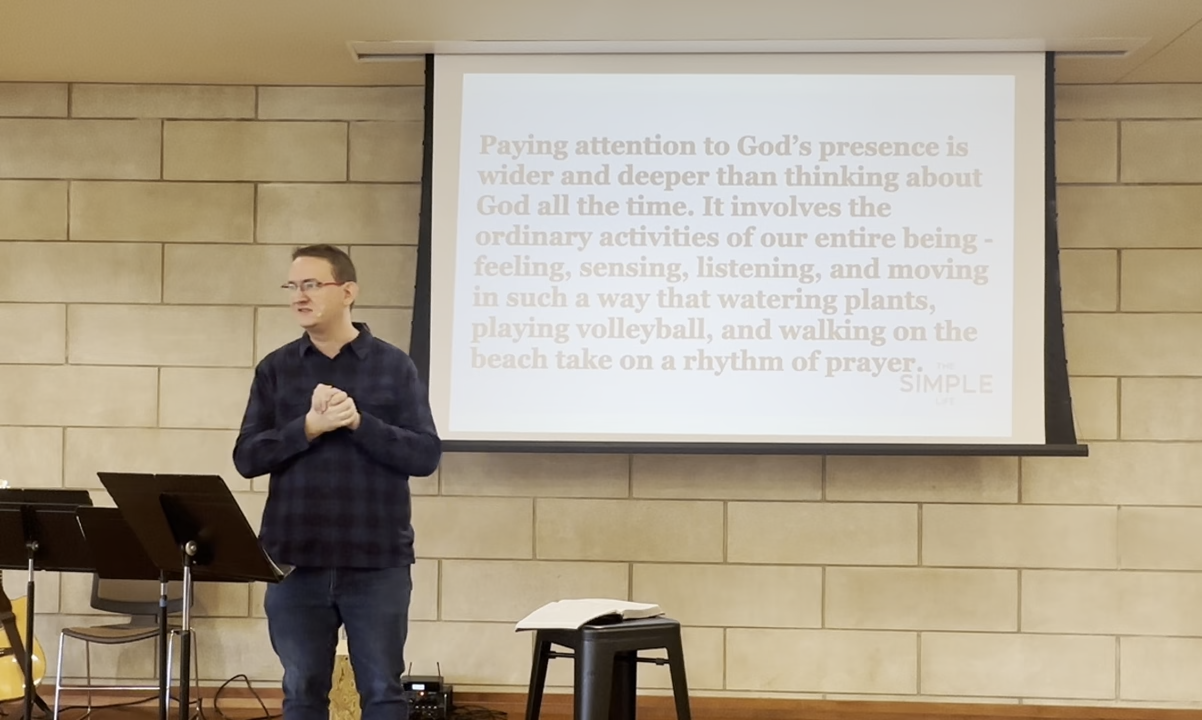 Paying attention to God’s presence is
wider and deeper than thinking about
God all the time. It involves the
ordinary activities of our entire being -
feeling, sensing, listening, and moving
in such a way that watering plants,
playing volleyball, and walking on the
beach take on a rhythm of prayer.
THE
SIMPLE
LIFE